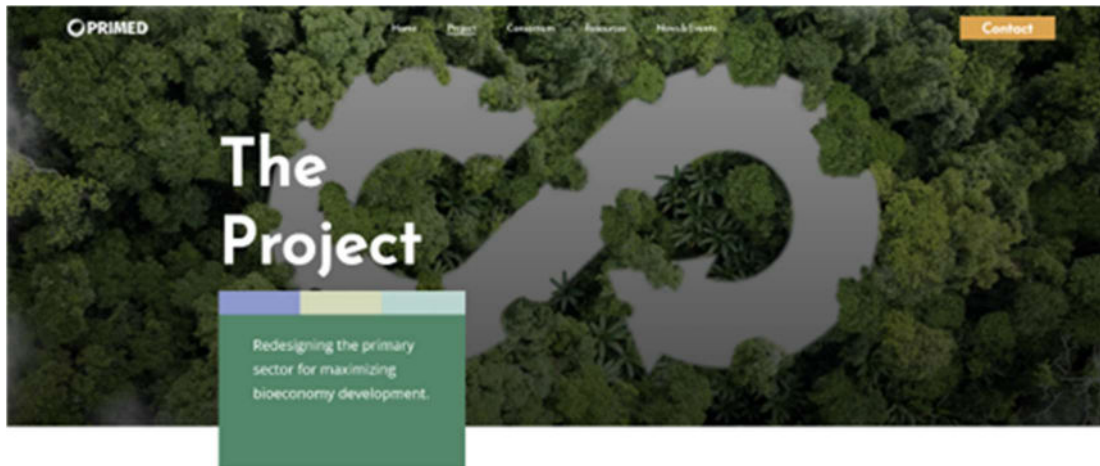 PRIMED
Home Project Consortium Resources News & Events
Contact
The
Project
Redesigning the primary
sector for maximizing
bioeconomy development.